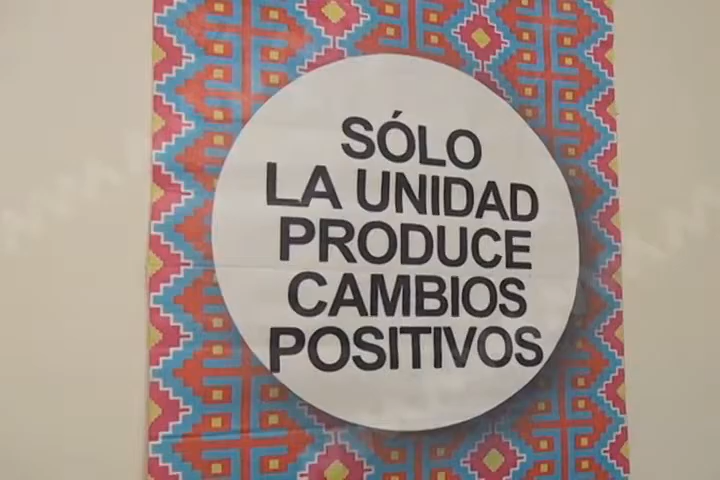 SÓLO
LA UNIDAD
PRODUCE
CAMBIOS
POSITIVOS